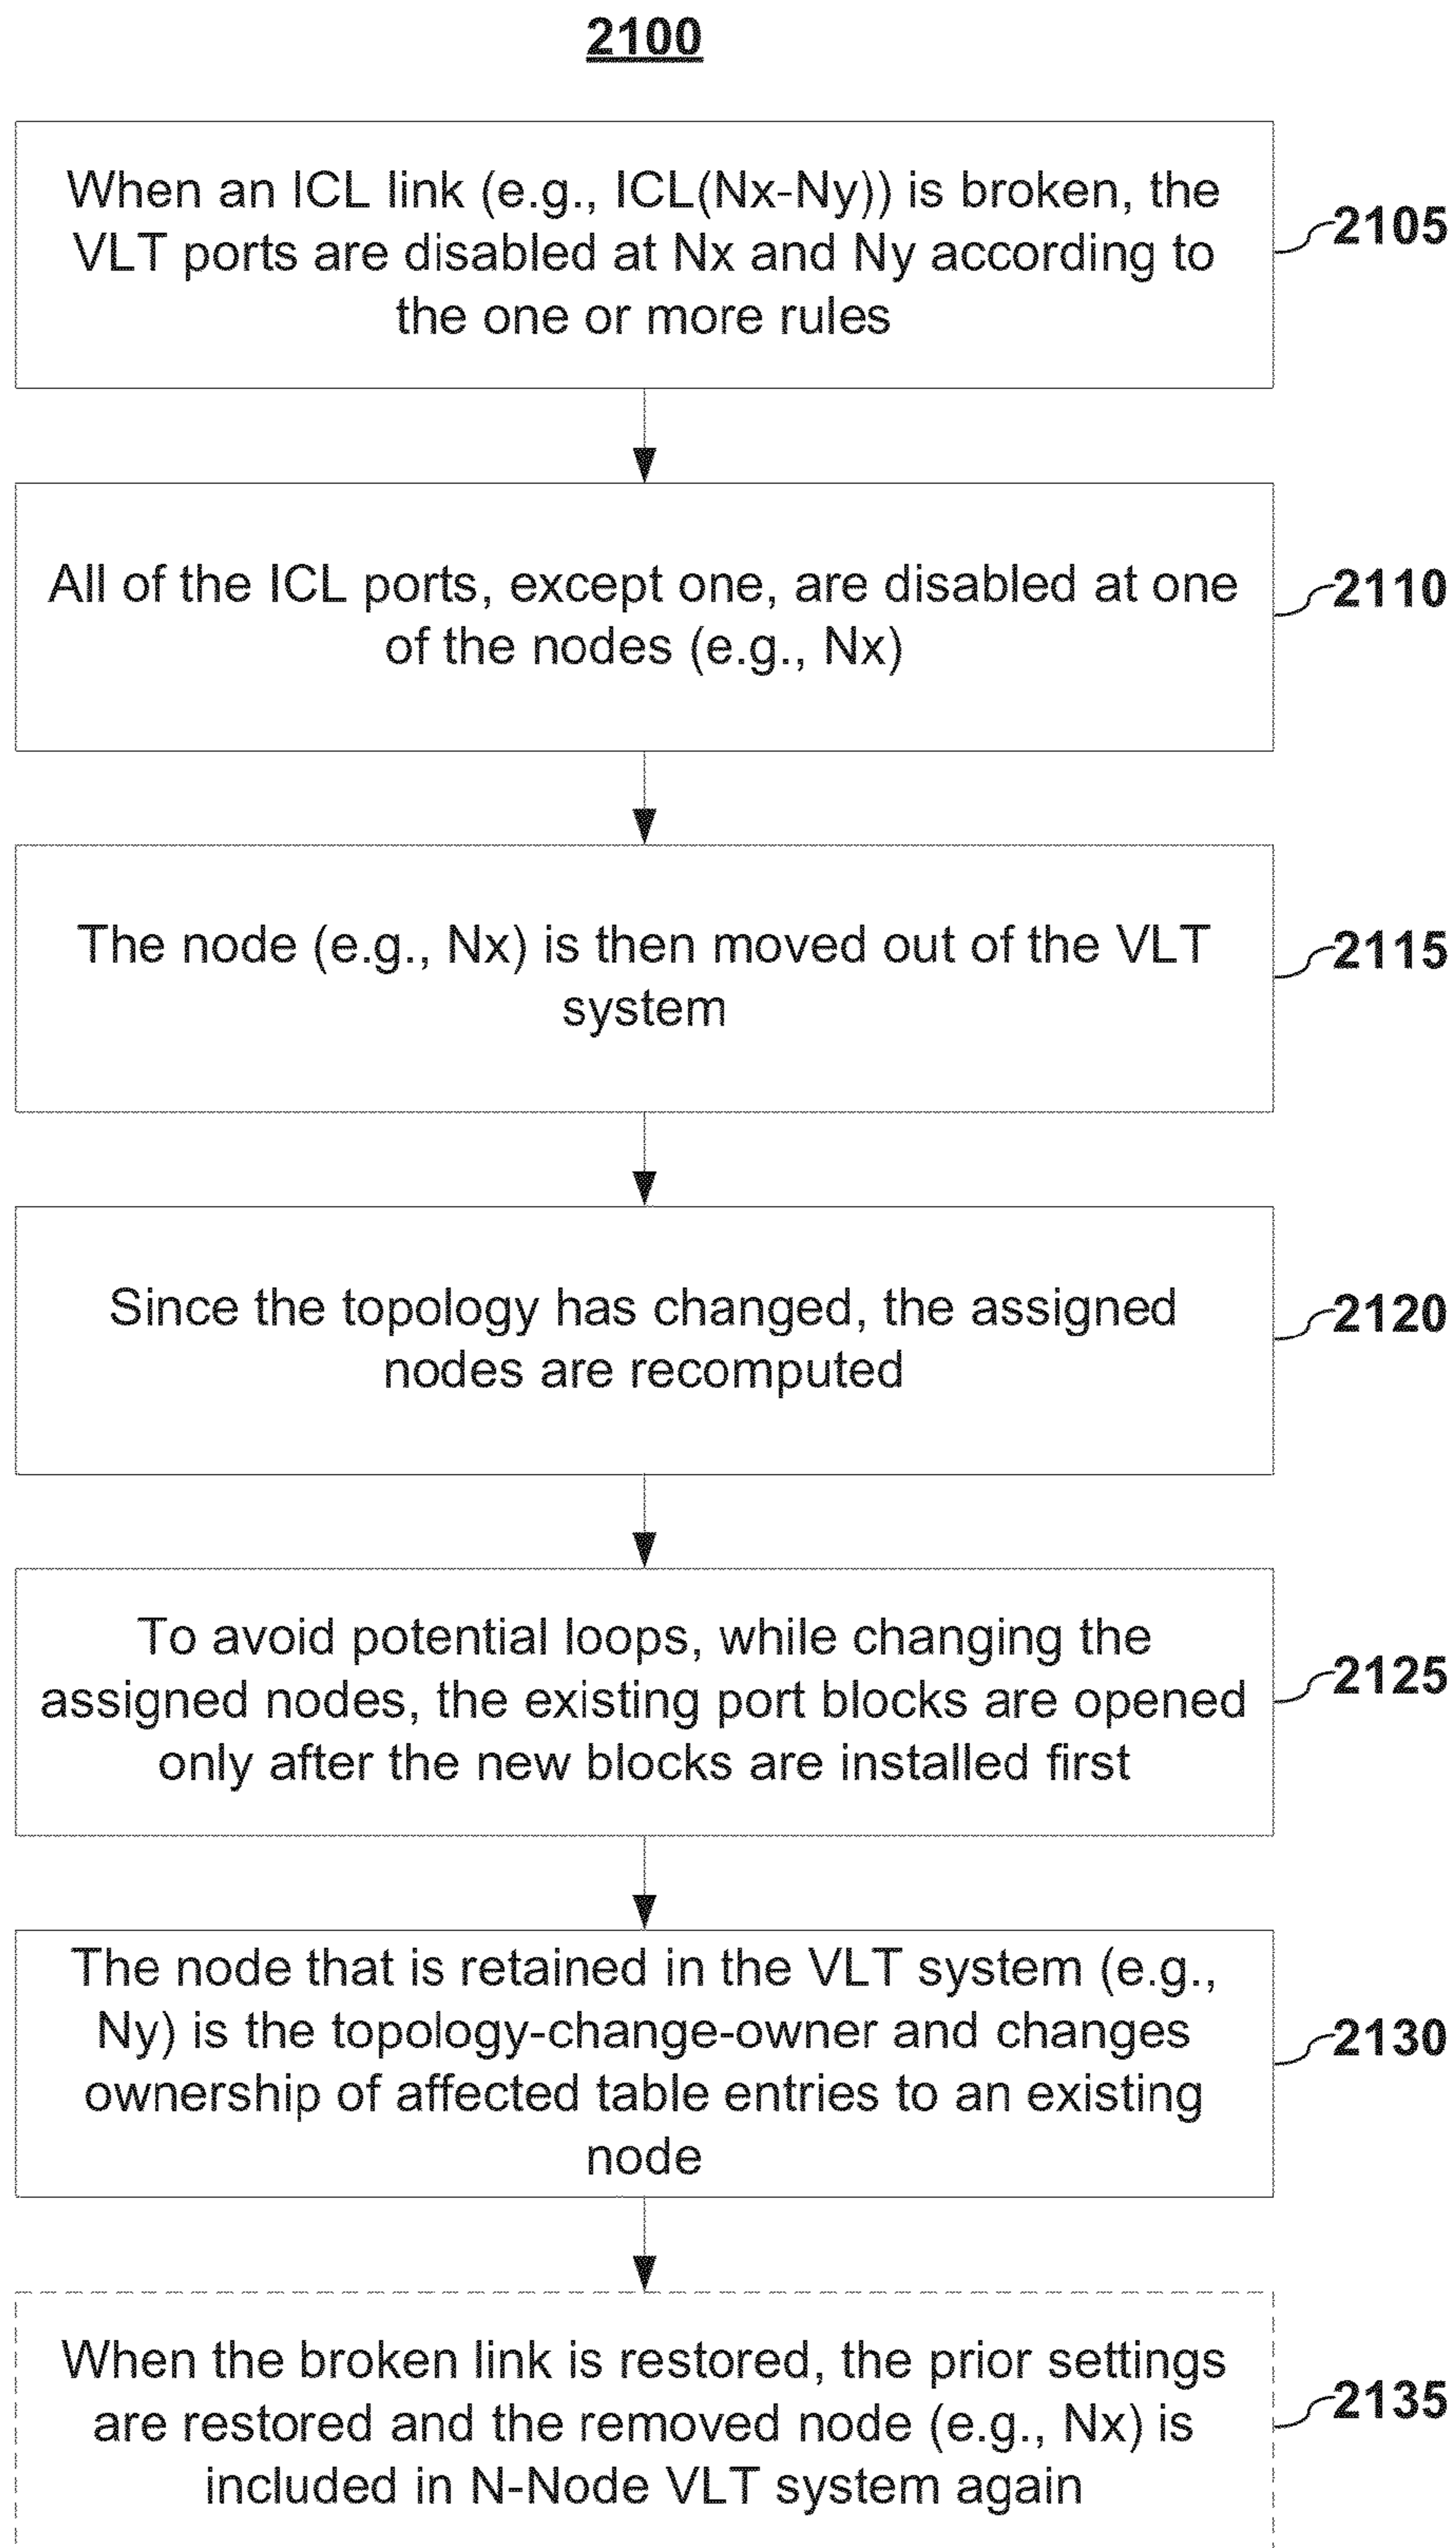 2100
When an ICL link (e.g., ICL(Nx-Ny)) is broken, the
VLT ports are disabled at Nx and Ny according to
the one or more rules
2105
All of the ICL ports, except one, are disabled at one
of the nodes (e.g., Nx)
2110
The node (e.g., Nx) is then moved out of the VLT
system
2115
Since the topology has changed, the assigned
nodes are recomputed
2120
To avoid potential loops, while changing the
assigned nodes, the existing port blocks are opened
only after the new blocks are installed first
2125
The node that is retained in the VLT system (e.g.,
Ny) is the topology-change-owner and changes
ownership of affected table entries to an existing
node
2130
When the broken link is restored, the prior settings
are restored and the removed node (e.g., Nx) is
included in N-Node VLT system again
2135